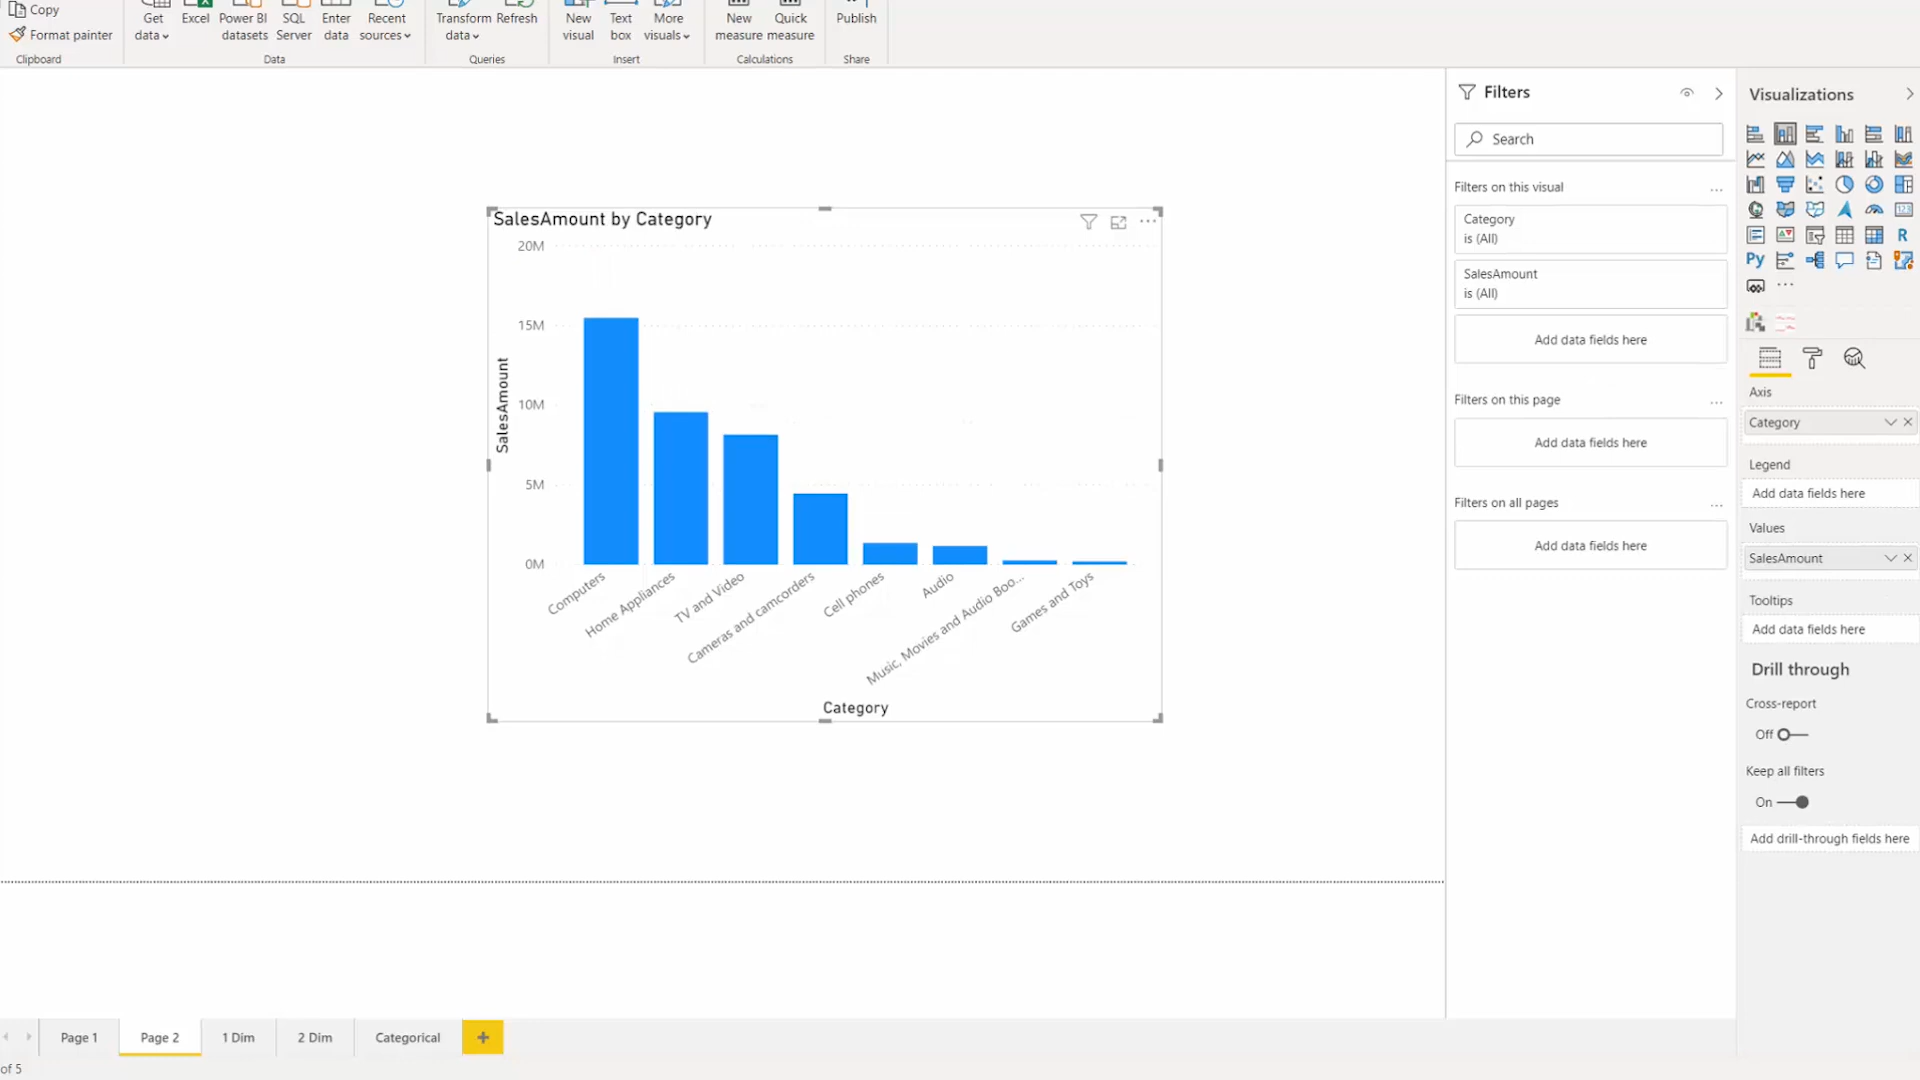 Copy
Format painter
Clipboard
Get data
Excel
Power BI datasets
SQL Server
Enter data
Recent sources
Data
Transform data
Refresh
Queries
New visual
Text box
More visuals
Insert
New measure
Quick measure
Calculations
Publish
Share
SalesAmount by Category
20M
15M
10M
5M
0M
SalesAmount
Computers
Home Appliances
TV and Video
Cameras and camcorders
Cell phones
Audio
Music, Movies and Audio Boo...
Games and Toys
Category
Filters
Search
Filters on this visual
Category
is (All)
SalesAmount
is (All)
Add data fields here
Filters on this page
Add data fields here
Filters on all pages
Add data fields here
Visualizations
123
R
Py
Axis
Category
Legend
Add data fields here
Values
SalesAmount
Tooltips
Add data fields here
Drill through
Cross-report
Off
Keep all filters
On
Add drill-through fields here
Page 1
Page 2
1 Dim
2 Dim
Categorical
+
of 5